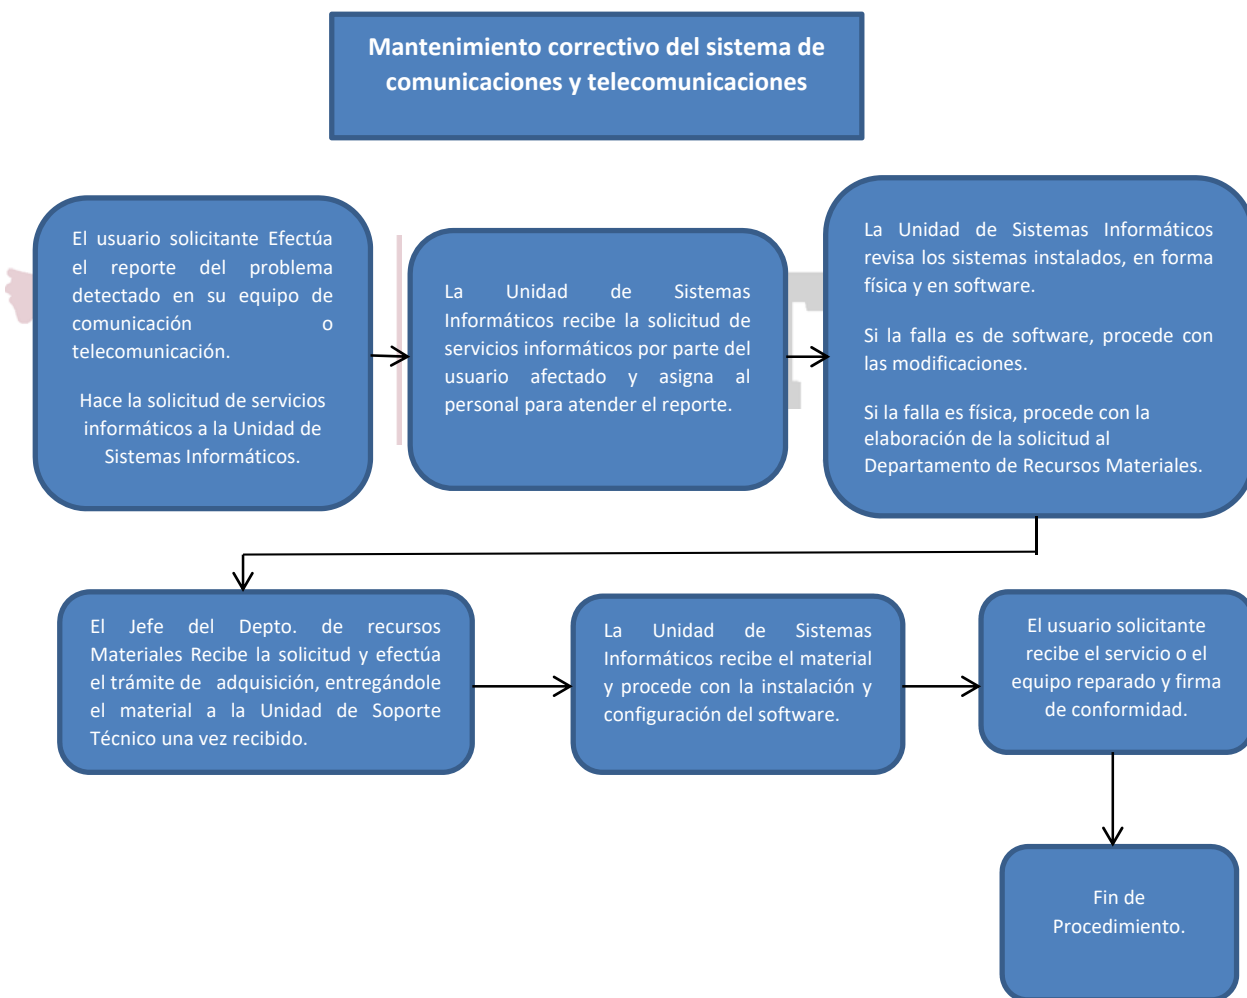 Mantenimiento correctivo del sistema de
comunicaciones y telecomunicaciones
El usuario solicitante Efectúa
el reporte del problema
detectado en su equipo de
comunicación o
telecomunicación.
Hace la solicitud de servicios
informáticos a la Unidad de
Sistemas Informáticos.
La Unidad de Sistemas
Informáticos recibe la solicitud de
servicios informáticos por parte del
usuario afectado y asigna al
personal para atender el reporte.
La Unidad de Sistemas Informáticos
revisa los sistemas instalados, en forma
física y en software.
Si la falla es de software, procede con
las modificaciones.
Si la falla es física, procede con la
elaboración de la solicitud al
Departamento de Recursos Materiales.
El Jefe del Depto. de recursos
Materiales Recibe la solicitud y efectúa
el trámite de adquisición, entregándole
el material a la Unidad de Soporte
Técnico una vez recibido.
La Unidad de Sistemas
Informáticos recibe el material
y procede con la instalación y
configuración del software.
El usuario solicitante
recibe el servicio o el
equipo reparado y firma
de conformidad.
Fin de
Procedimiento.